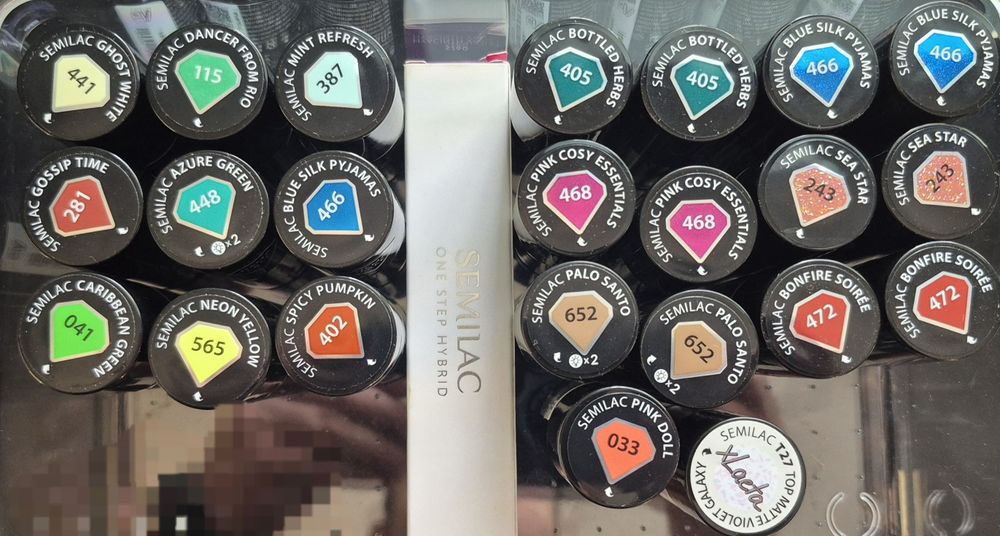 SEMILAC GHOST WHITE
441
SEMILAC DANCER FROM RIO
115
SEMILAC MINT REFRESH
387
SEMILAC BOTTLED HERBS
405
SEMILAC BOTTLED HERBS
405
SEMILAC BLUE SILK PYJAMAS
466
SEMILAC BLUE SILK PYJAMAS
466
SEMILAC GOSSIP TIME
281
SEMILAC AZURE GREEN
448
x2
SEMILAC BLUE SILK PYJAMAS
466
SEMILAC PINK COSY ESSENTIALS
468
SEMILAC PINK COSY ESSENTIALS
468
SEMILAC SEA STAR
243
SEMILAC SEA STAR
243
SEMILAC CARIBBEAN GREEN
041
SEMILAC NEON YELLOW
565
SEMILAC SPICY PUMPKIN
402
SEMILAC
ONE STEP HYBRID
SEMILAC PALO SANTO
652
x2
SEMILAC PALO SANTO
652
x2
SEMILAC BONFIRE SOIRÉE
472
SEMILAC BONFIRE SOIRÉE
472
SEMILAC PINK DOLL
033
SEMILAC T27 TOP MATTE VIOLET GALAXY
xLaeta